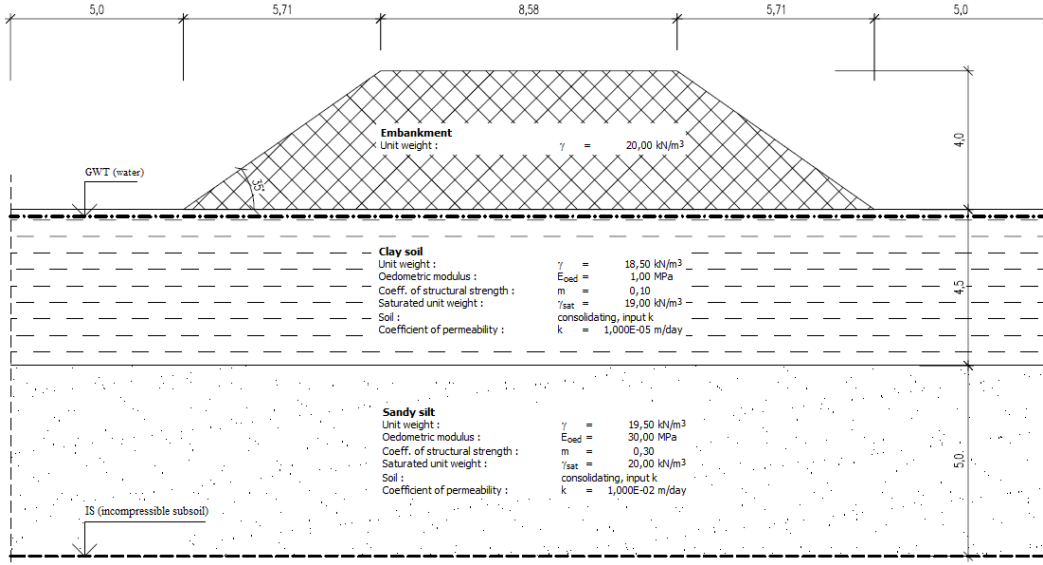 5,0 5,71 8,58 5,71 5,0
Embankment
Unit weight : γ = 20,00 kN/m³
4,0
GWT (water)
35°
Clay soil
Unit weight : γ = 18,50 kN/m³
Oedometric modulus : Eoed = 1,00 MPa
Coeff. of structural strength : m = 0,10
Saturated unit weight : γsat = 19,00 kN/m³
Soil : consolidating, input k
Coefficient of permeability : k = 1,000E-05 m/day
4,5
Sandy silt
Unit weight : γ = 19,50 kN/m³
Oedometric modulus : Eoed = 30,00 MPa
Coeff. of structural strength : m = 0,30
Saturated unit weight : γsat = 20,00 kN/m³
Soil : consolidating, input k
Coefficient of permeability : k = 1,000E-02 m/day
5,0
IS (incompressible subsoil)